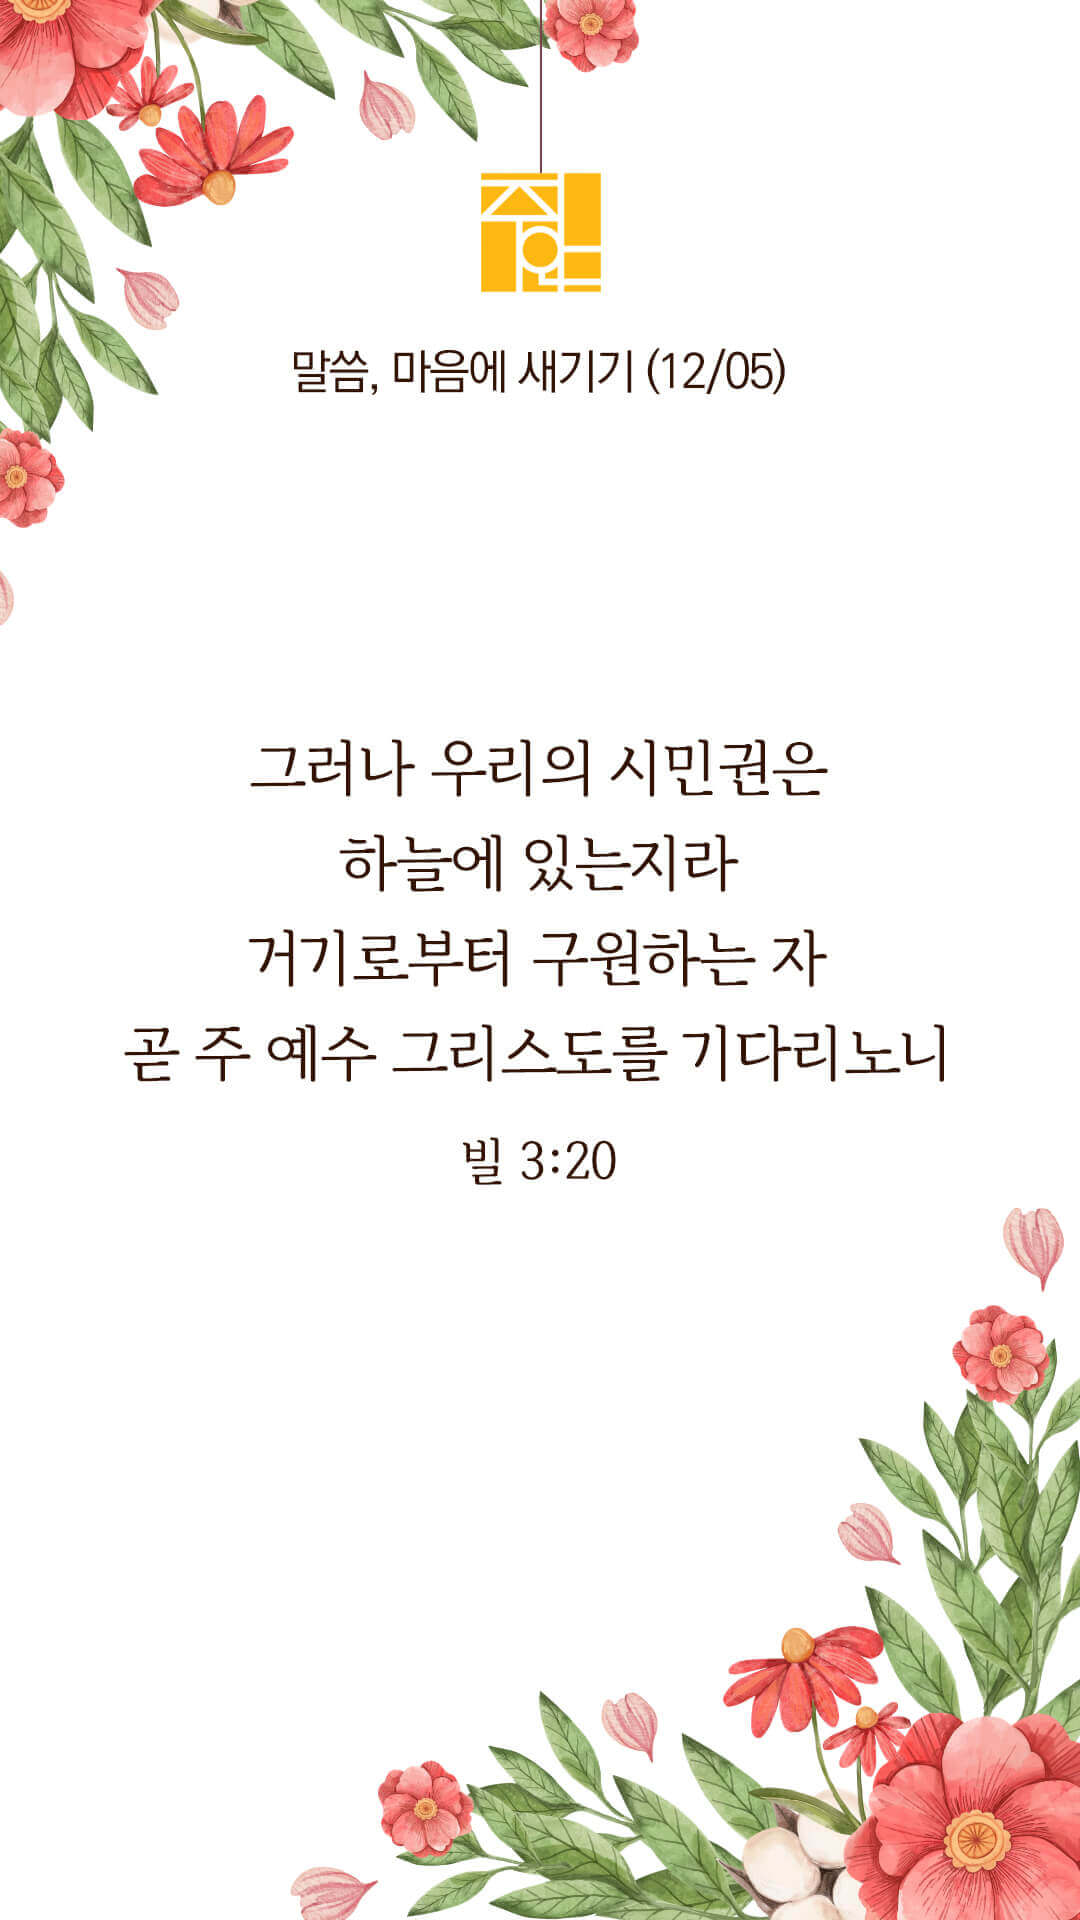 말씀, 마음에 새기기 (12/05)
그러나 우리의 시민권은
하늘에 있는지라
거기로부터 구원하는 자
곧 주 예수 그리스도를 기다리노니
빌 3:20